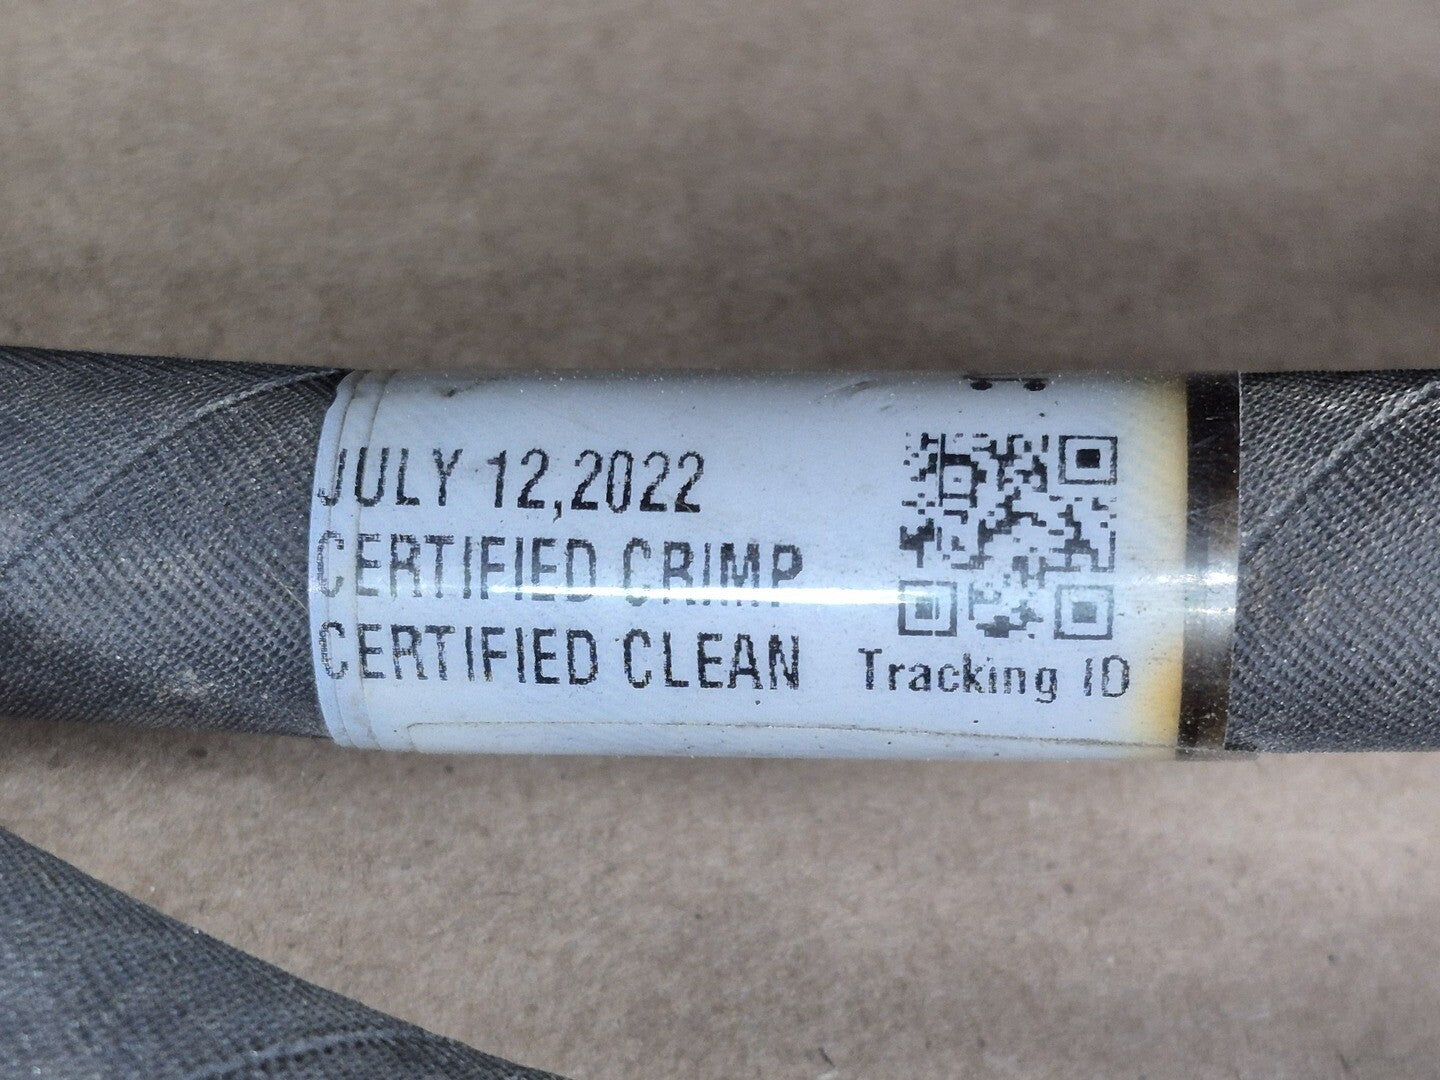 JULY 12,2022
CERTIFIED CRIMP
CERTIFIED CLEAN
Tracking ID